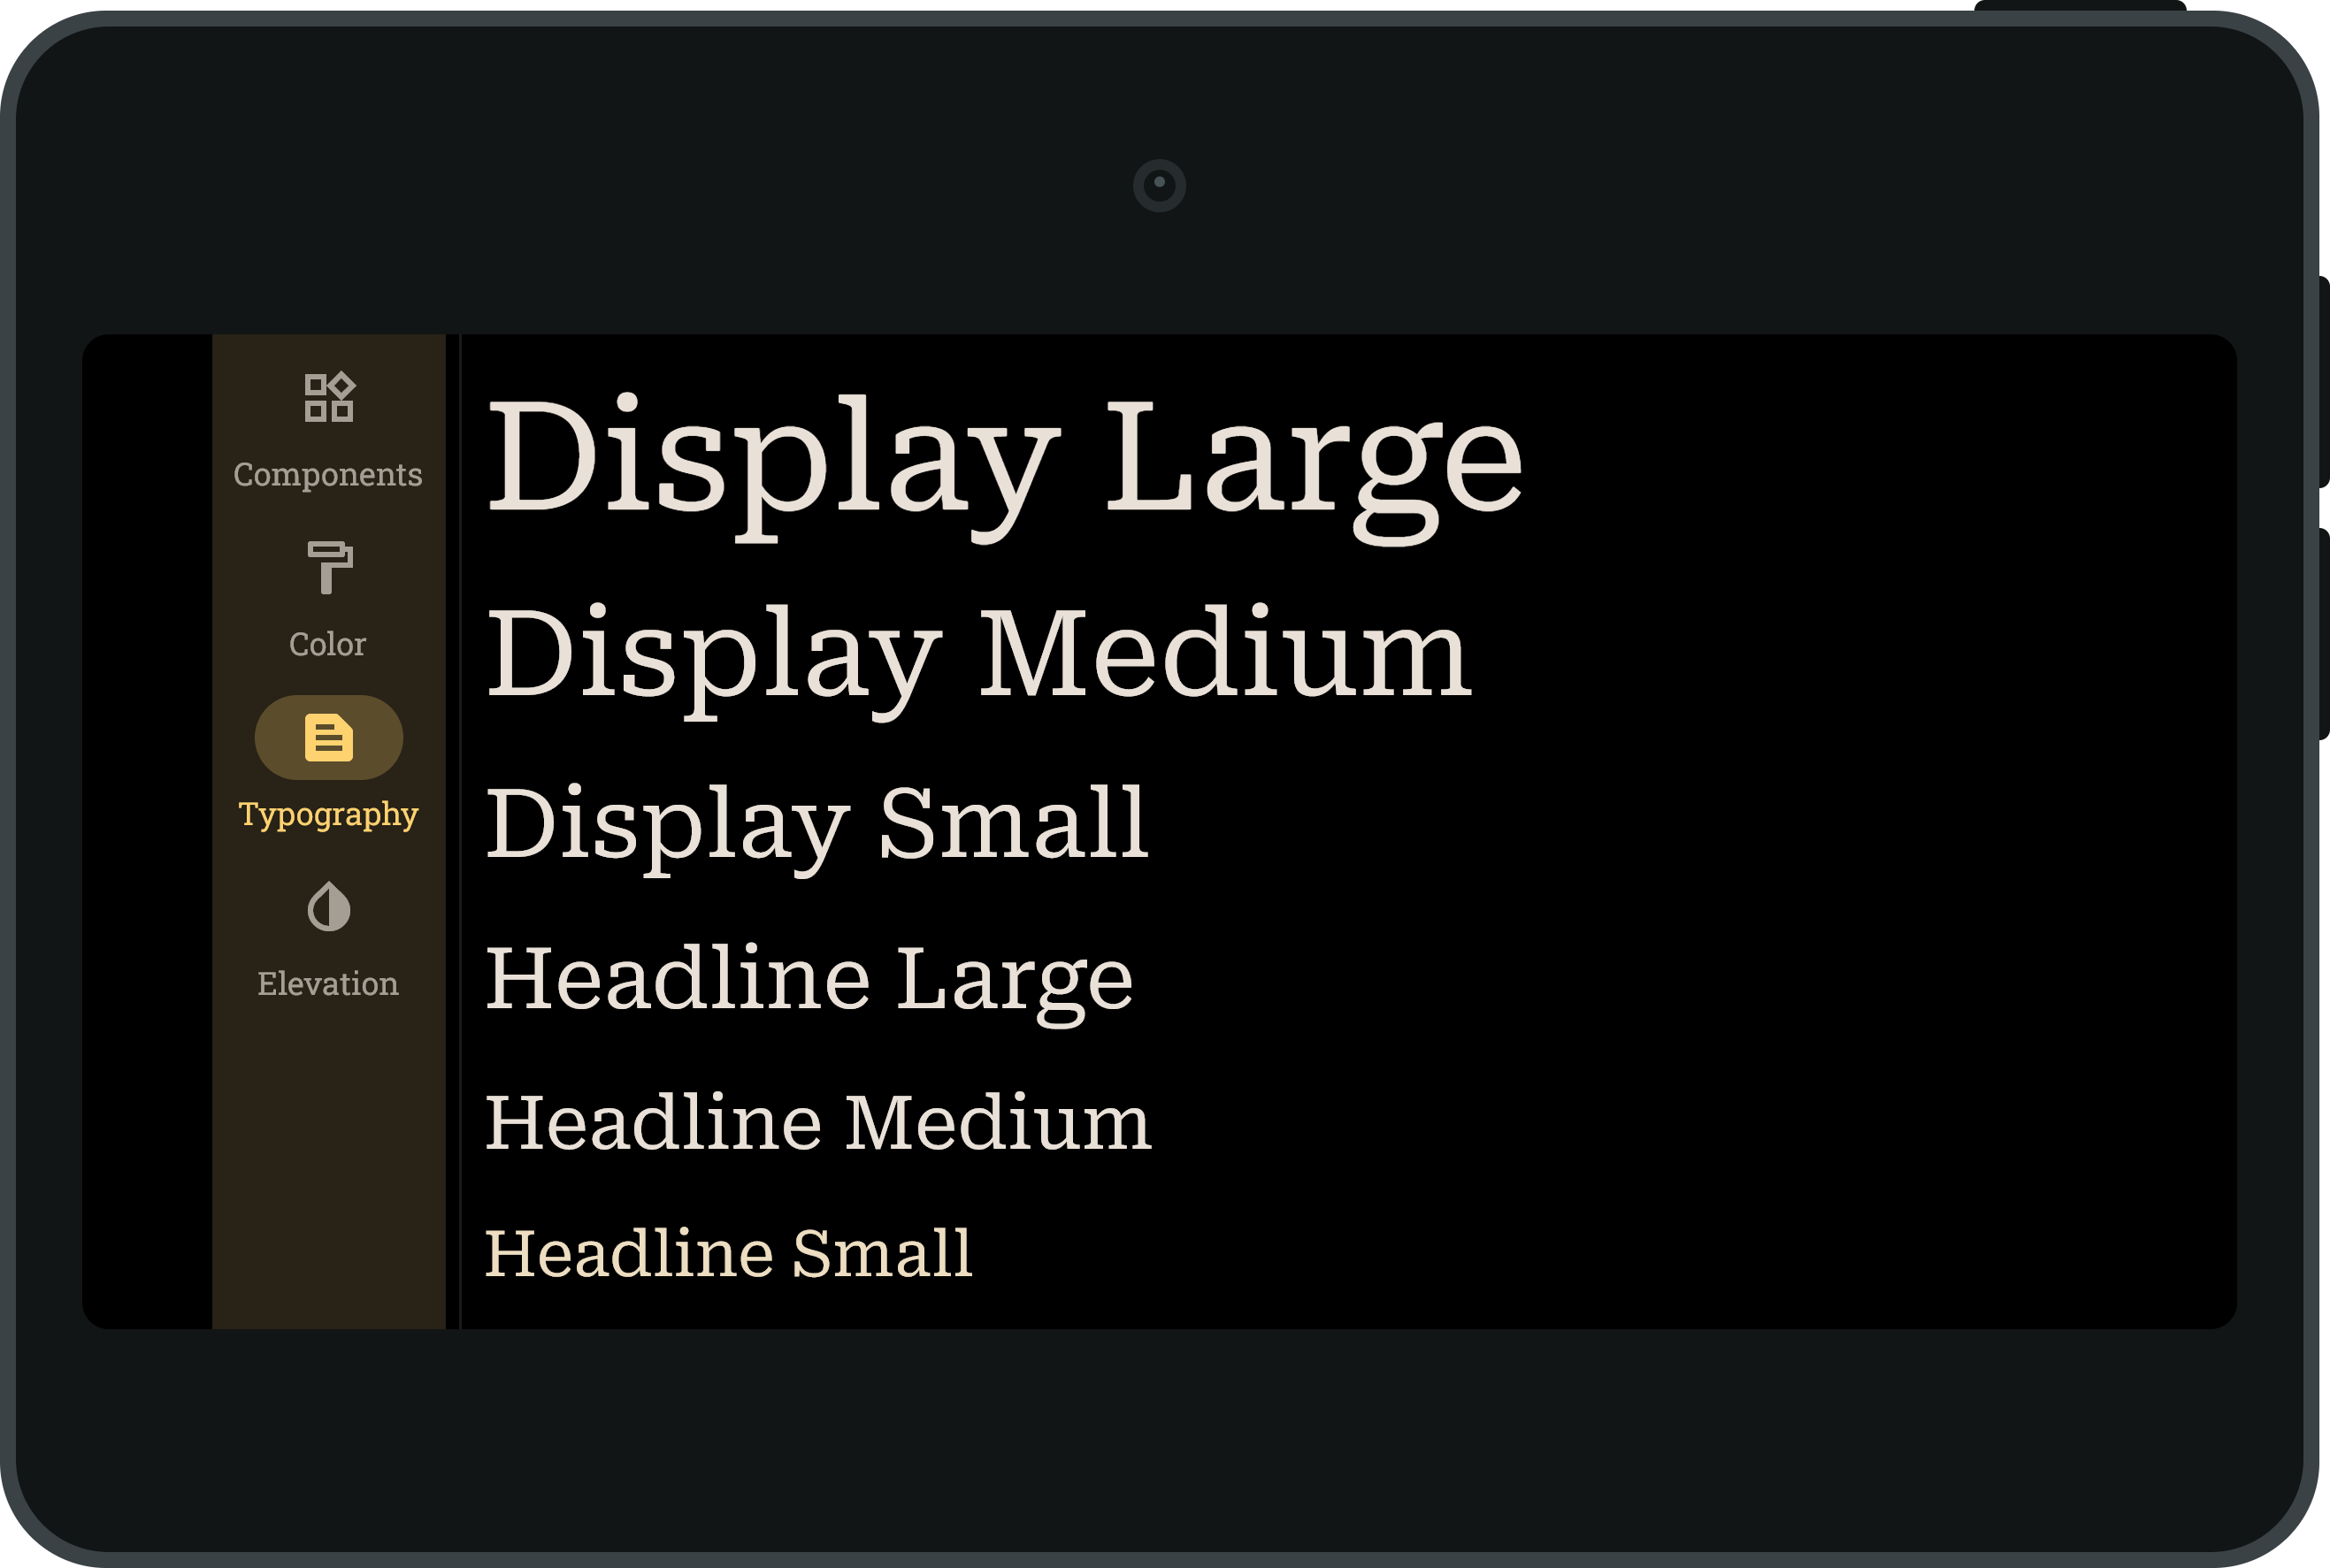 Components
Color
Typography
Elevation
Display Large
Display Medium
Display Small
Headline Large
Headline Medium
Headline Small